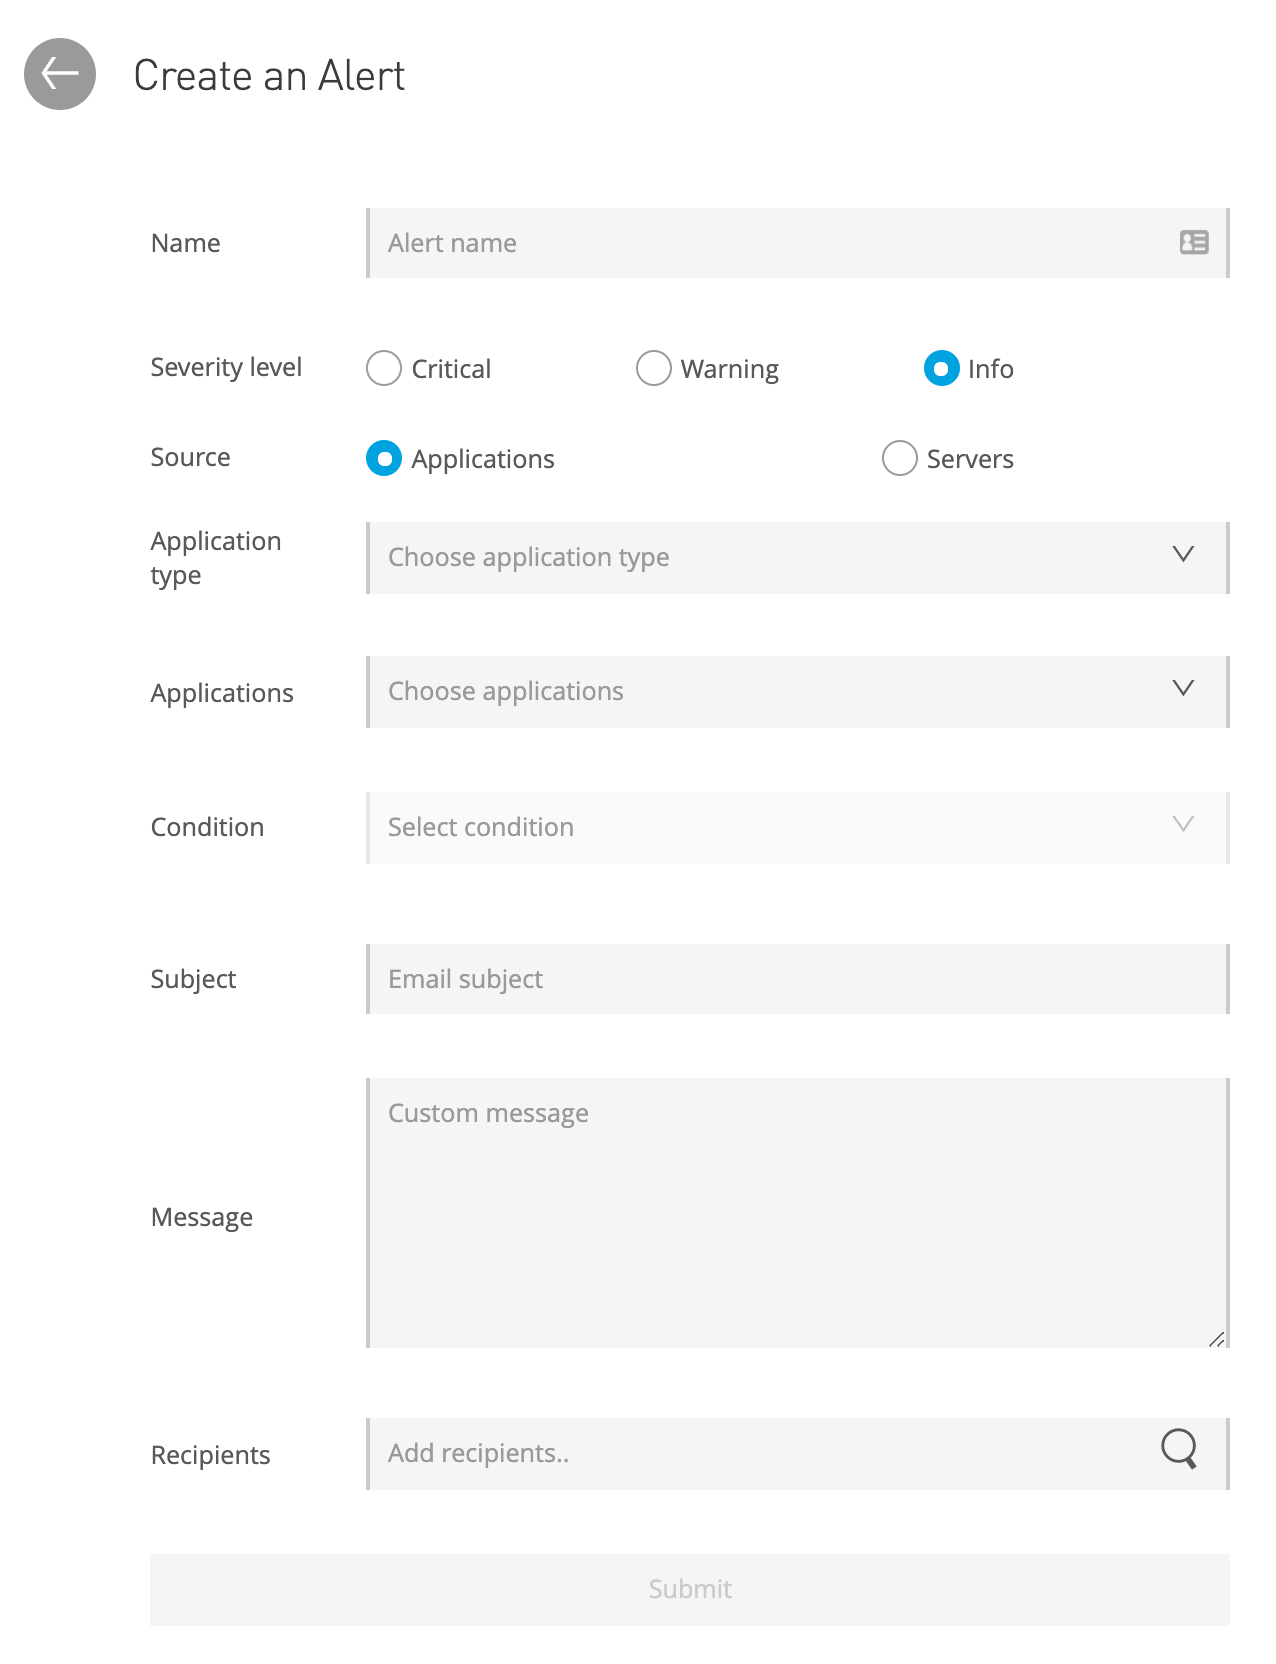 Create an Alert
Name
Alert name
Severity level
Critical
Warning
Info
Source
Applications
Servers
Application
type
Choose application type
Applications
Choose applications
Condition
Select condition
Subject
Email subject
Message
Custom message
Recipients
Add recipients..
Submit